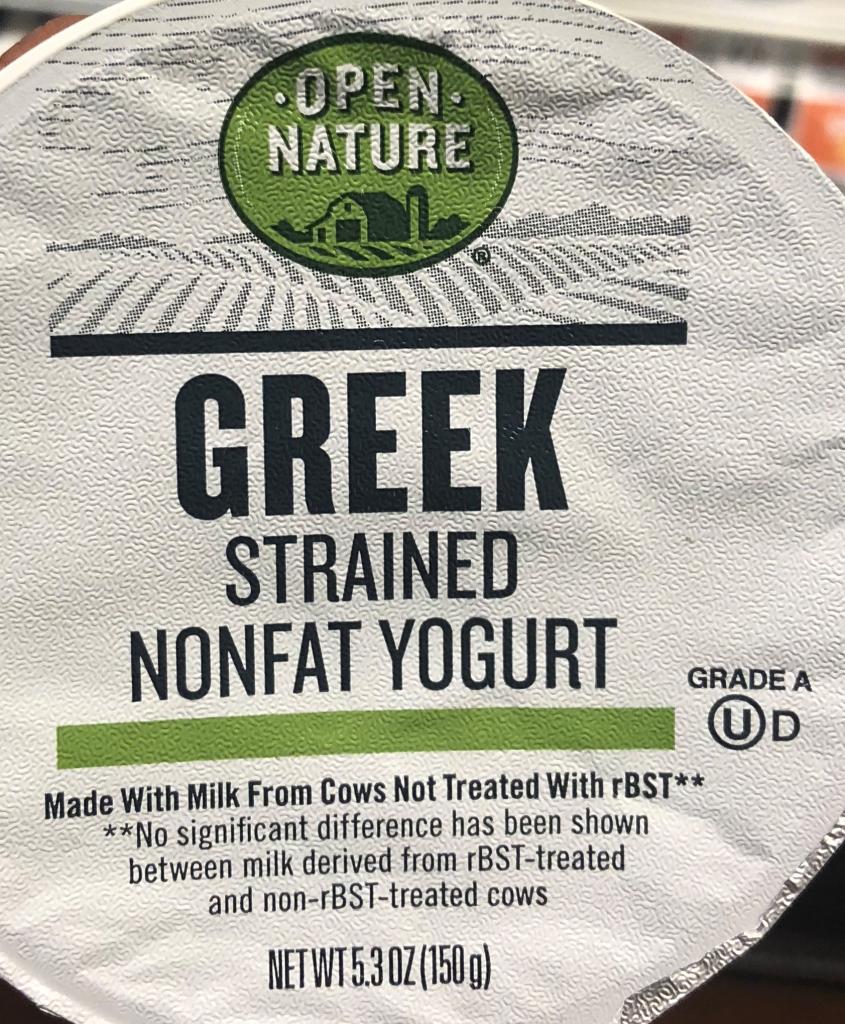 ·OPEN·
NATURE
®
GREEK
STRAINED
NONFAT YOGURT
GRADE A
Ⓤ D
Made With Milk From Cows Not Treated With rBST**
**No significant difference has been shown
between milk derived from rBST-treated
and non-rBST-treated cows
NET WT 5.3 OZ (150 g)